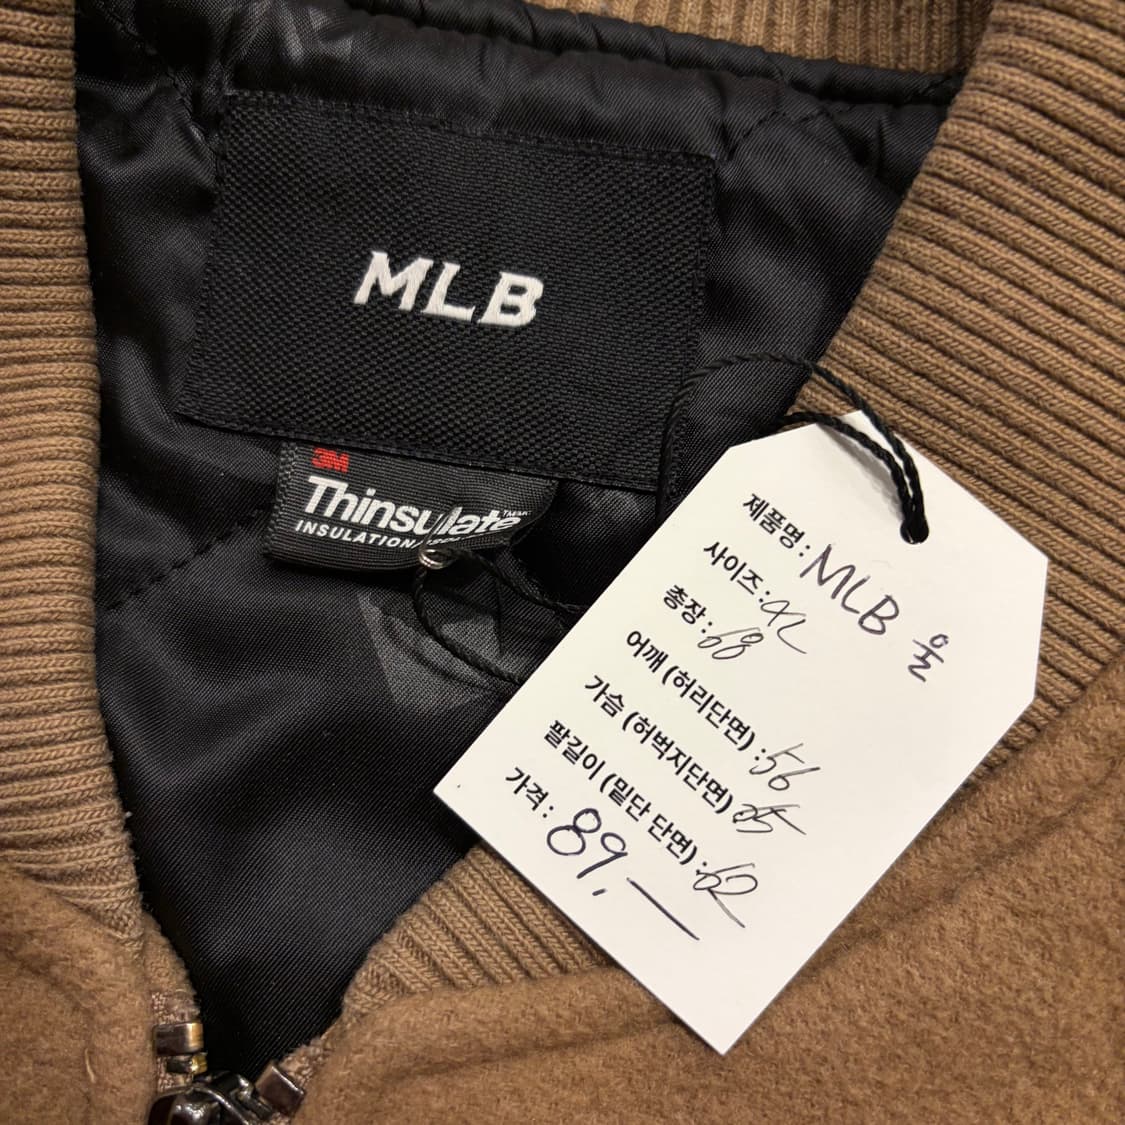 MLB
3M
Thinsulate TM/MC
INSULATION
제품명 : MLB 울
사이즈 : XL
총장 : 68
어깨 (허리단면) : 56
가슴 (허벅지단면)
팔길이 (밑단 단면) : 62
가격 : 89,—